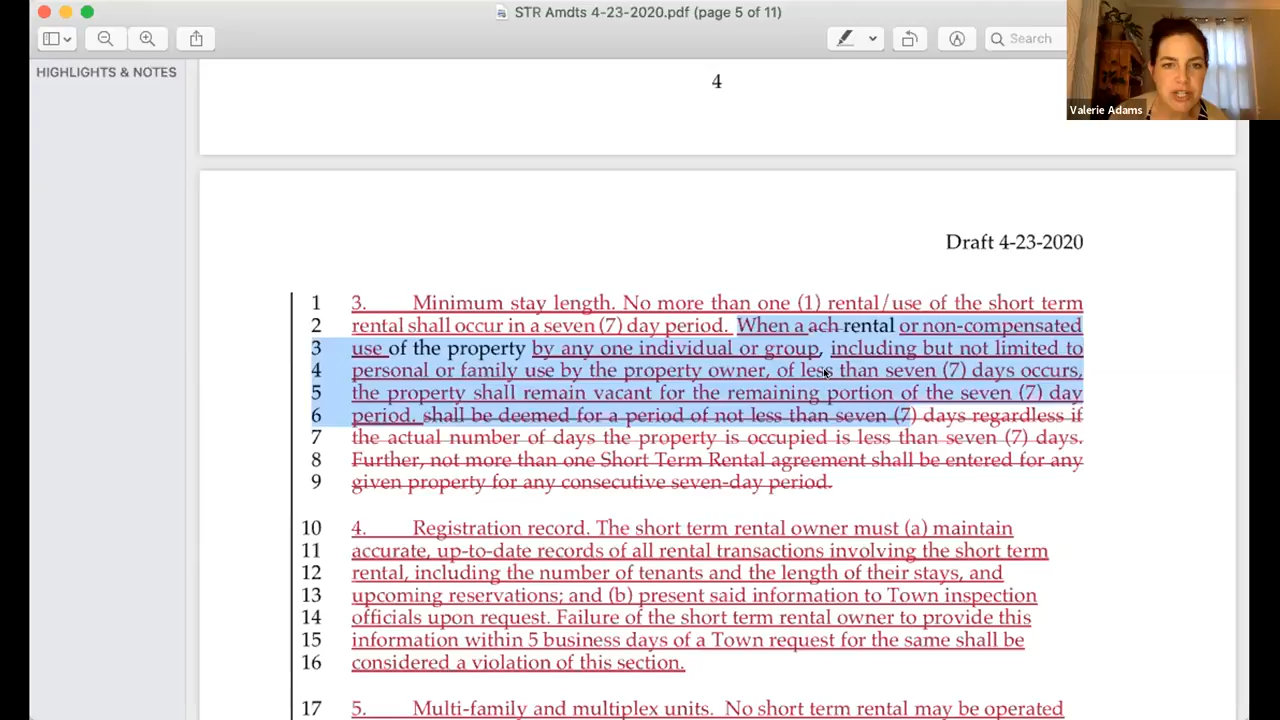 STR Amdts 4-23-2020.pdf (page 5 of 11)
Search
Valerie Adams
HIGHLIGHTS & NOTES
4
Draft 4-23-2020
1 3. Minimum stay length. No more than one (1) rental/use of the short term
2 rental shall occur in a seven (7) day period. When a ach rental or non-compensated
3 use of the property by any one individual or group, including but not limited to
4 personal or family use by the property owner, of less than seven (7) days occurs,
5 the property shall remain vacant for the remaining portion of the seven (7) day
6 period. shall be deemed for a period of not less than seven (7) days regardless if
7 the actual number of days the property is occupied is less than seven (7) days.
8 Further, not more than one Short Term Rental agreement shall be entered for any
9 given property for any consecutive seven-day period.
10 4. Registration record. The short term rental owner must (a) maintain
11 accurate, up-to-date records of all rental transactions involving the short term
12 rental, including the number of tenants and the length of their stays, and
13 upcoming reservations; and (b) present said information to Town inspection
14 officials upon request. Failure of the short term rental owner to provide this
15 information within 5 business days of a Town request for the same shall be
16 considered a violation of this section.
17 5. Multi-family and multiplex units. No short term rental may be operated